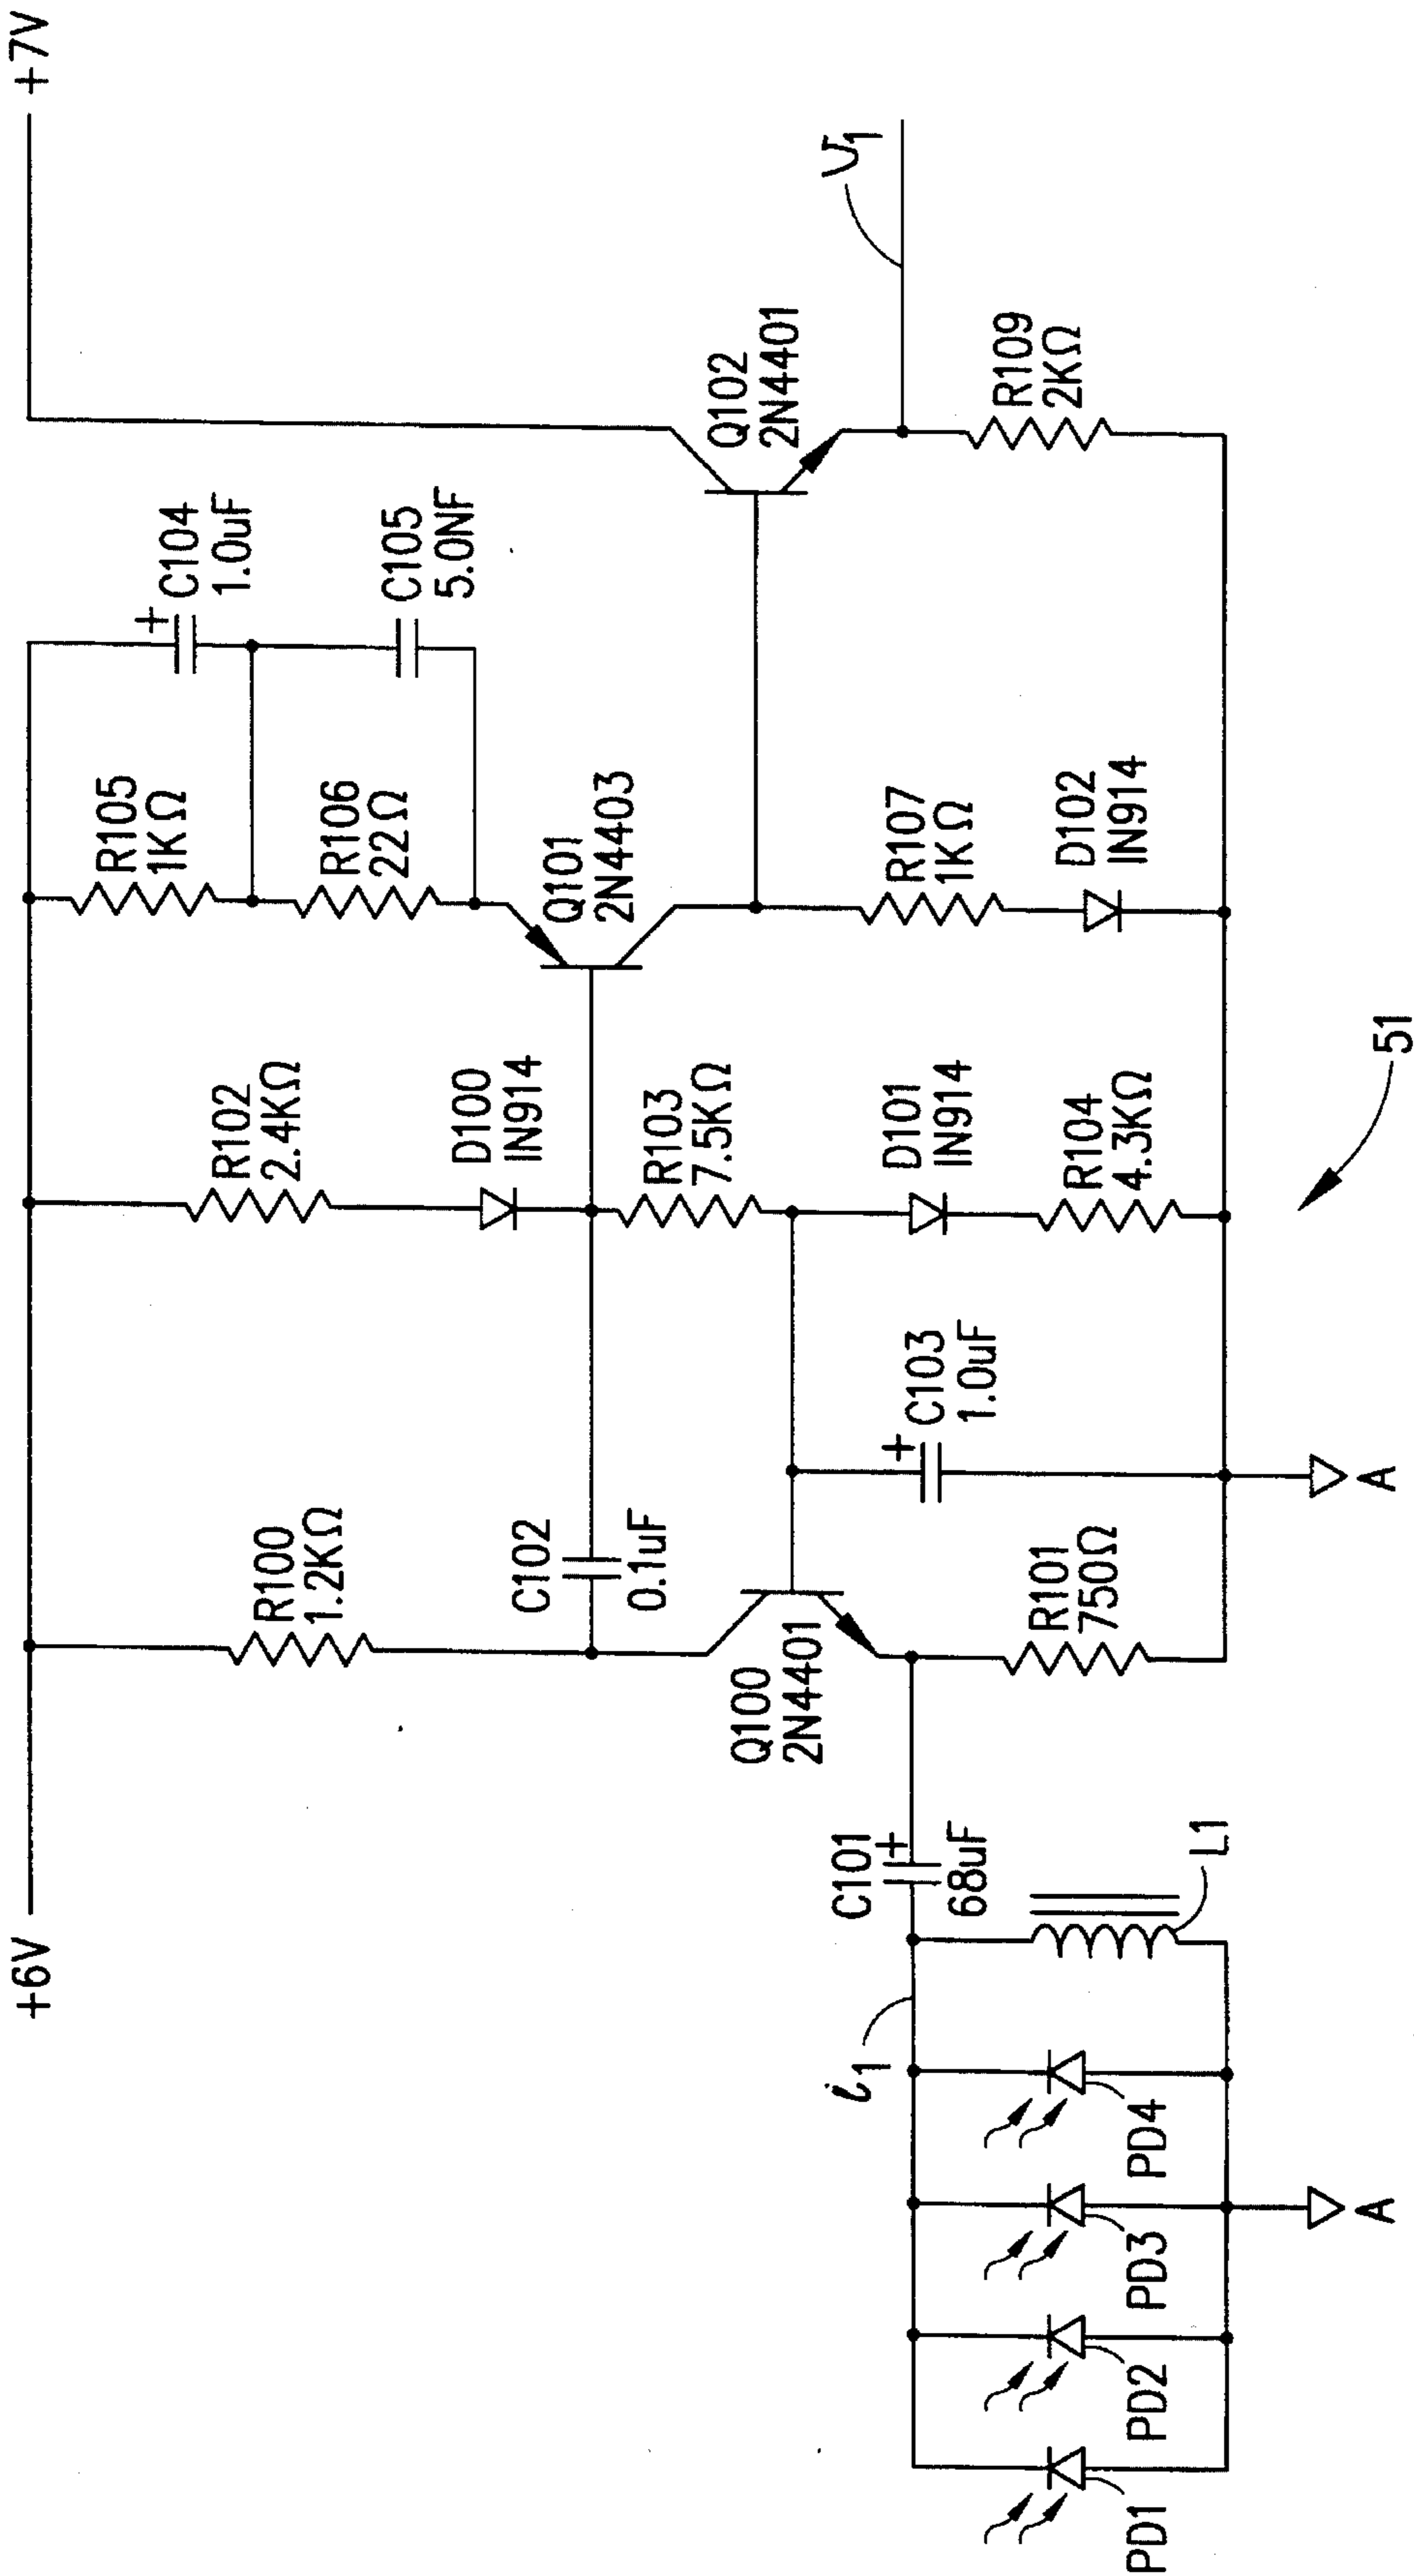 +6V
+7V
R100
1.2KΩ
R102
2.4KΩ
R105
1KΩ
C104
+
1.0uF
R106
22Ω
C105
5.0NF
D100
IN914
C102
0.1uF
Q101
2N4403
R103
7.5KΩ
Q102
2N4401
Q100
2N4401
C101
+
68uF
C103
+
1.0uF
D101
IN914
R107
1KΩ
υ1
i1
R101
750Ω
R104
4.3KΩ
D102
IN914
R109
2KΩ
L1
PD1
PD2
PD3
PD4
A
A
51